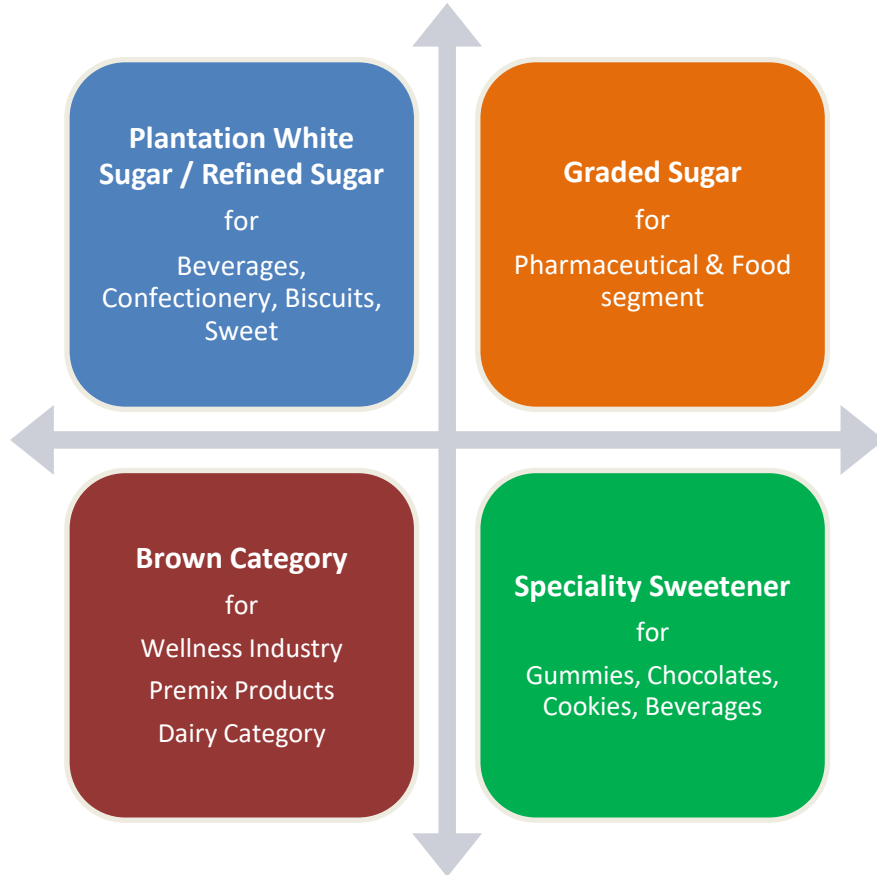 Plantation White
Sugar / Refined Sugar
for
Beverages,
Confectionery, Biscuits,
Sweet
Graded Sugar
for
Pharmaceutical & Food
segment
Brown Category
for
Wellness Industry
Premix Products
Dairy Category
Speciality Sweetener
for
Gummies, Chocolates,
Cookies, Beverages